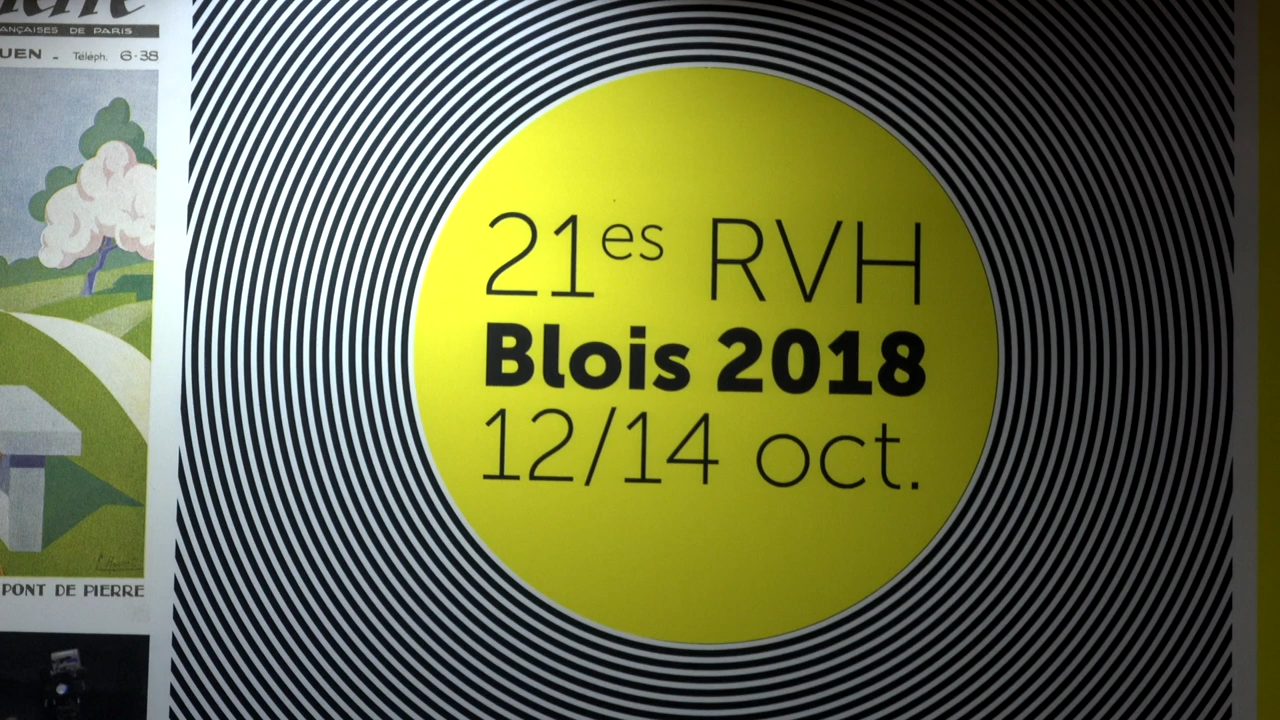 ANÇAISES DE PARIS
UEN - Téléph. 6-38
PONT DE PIERRE
21es RVH
Blois 2018
12/14 oct.